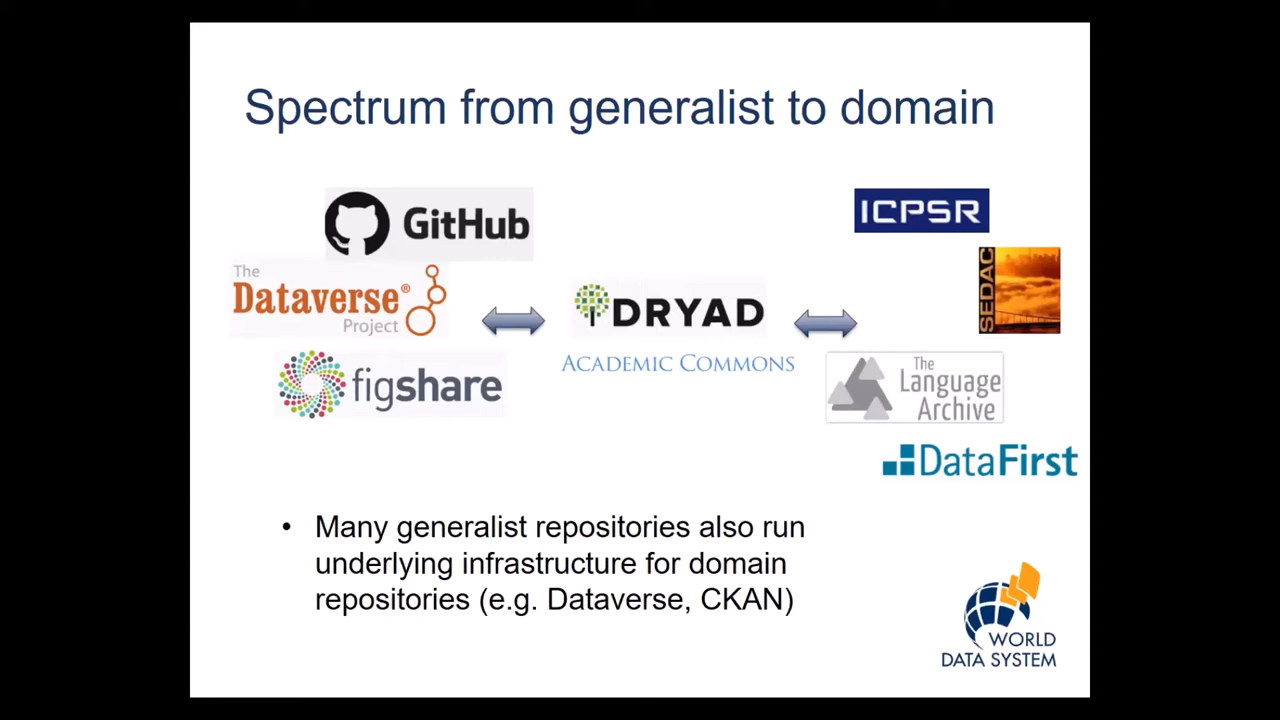 Spectrum from generalist to domain
GitHub
ICPSR
The
Dataverse®
Project
DRYAD
SEDAC
ACADEMIC COMMONS
figshare
The
Language
Archive
DataFirst
• Many generalist repositories also run
underlying infrastructure for domain
repositories (e.g. Dataverse, CKAN)
WORLD
DATA SYSTEM